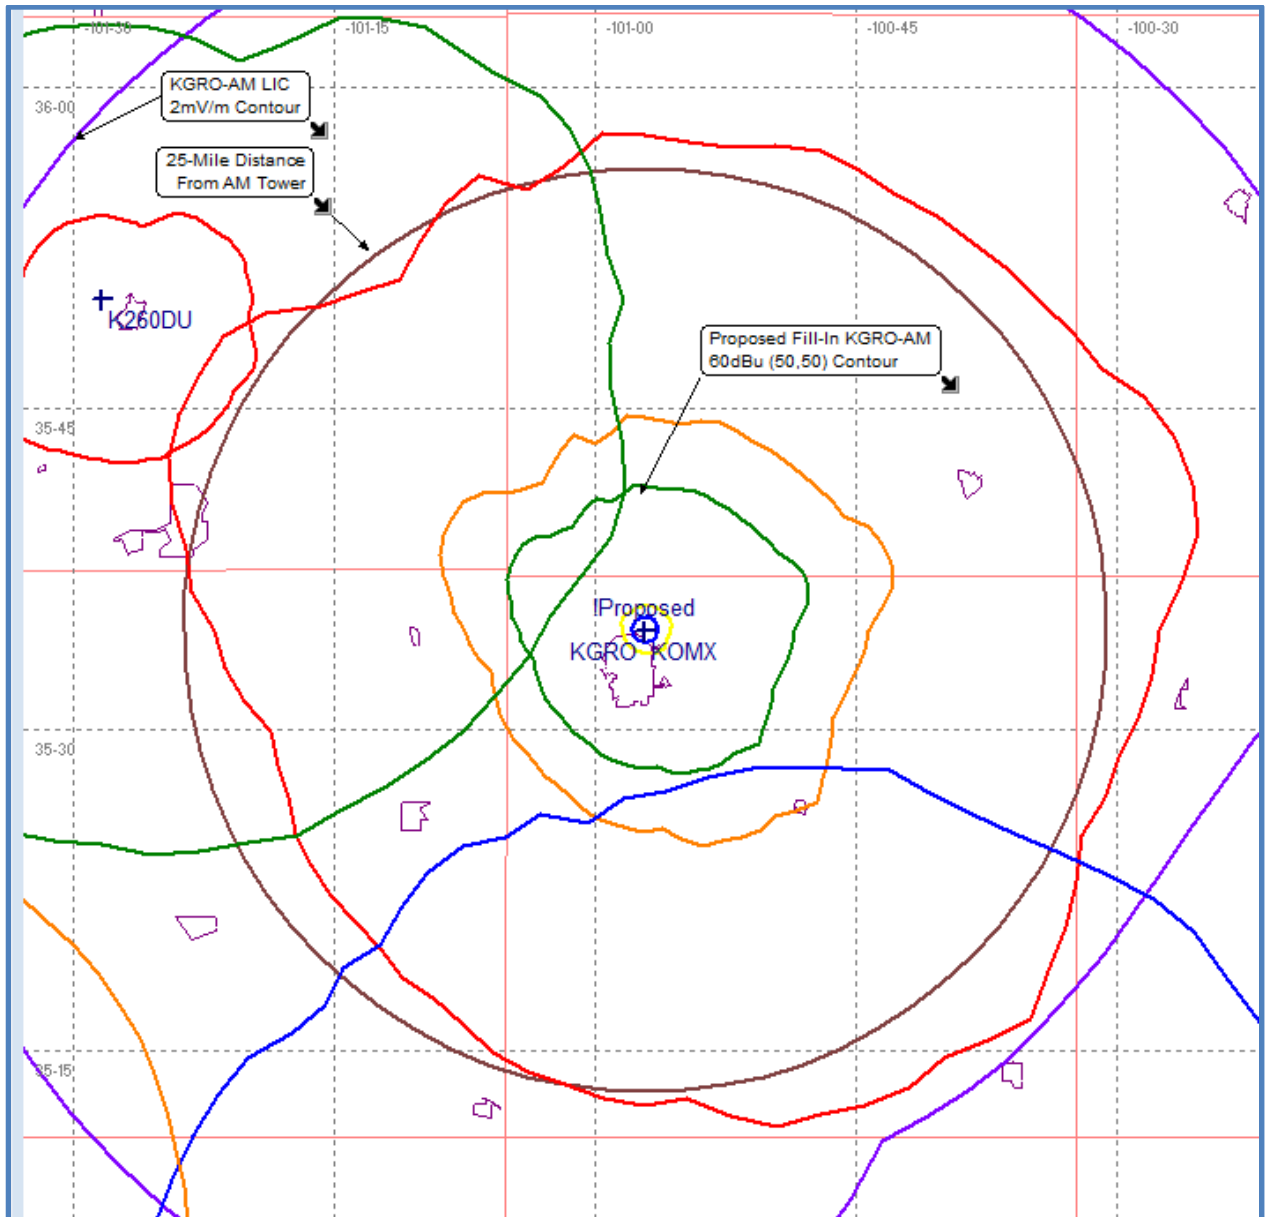 -101-30
-101-15
-101-00
-100-45
-100-30
KGRO-AM LIC
2mV/m Contour
36-00
25-Mile Distance
From AM Tower
K260DU
Proposed Fill-In KGRO-AM
60dBu (50,50) Contour
35-45
!Proposed
KGRO
KOMX
35-30
35-15